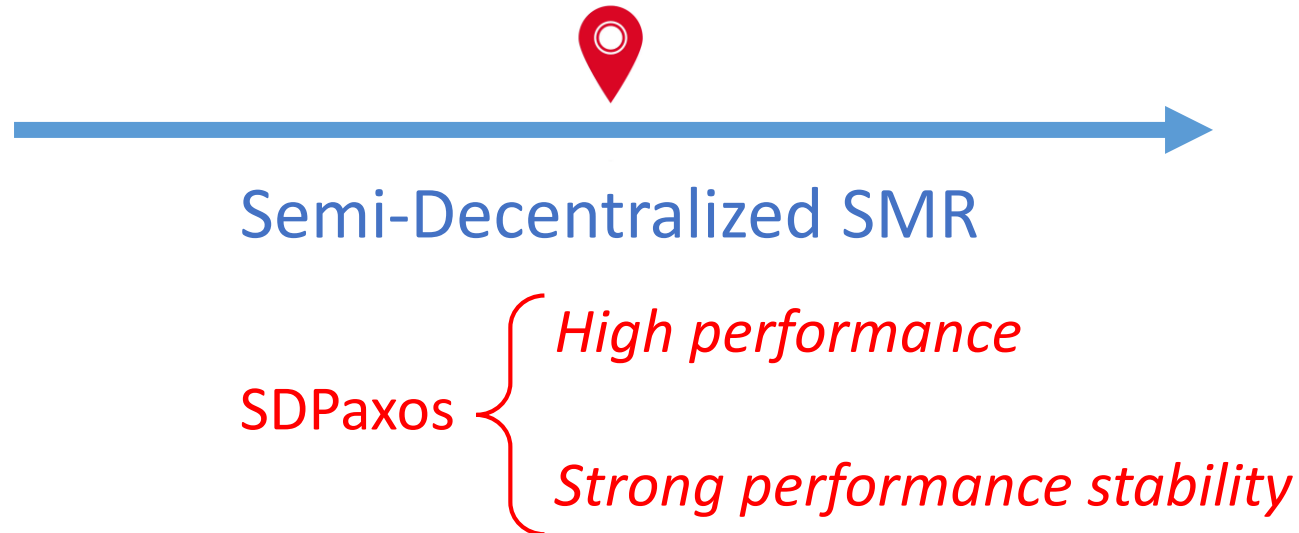 Semi-Decentralized SMR
High performance
SDPaxos
Strong performance stability